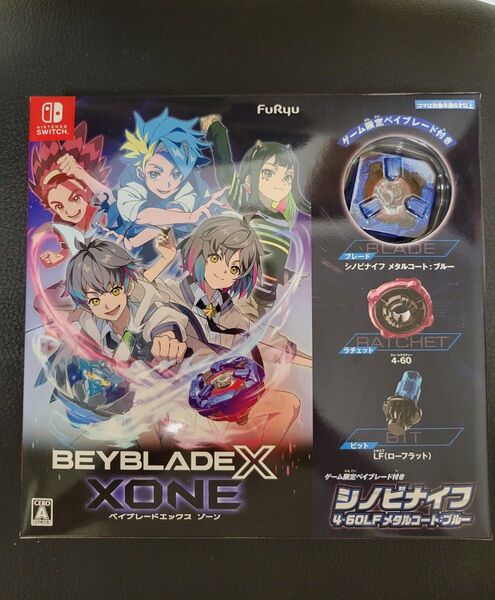 NINTENDO
SWITCH
FuRyu
コマは対象年齢6才以上
ゲーム限定ベイブレード付き
BLADE
ブレード
シノビナイフ メタルコート:ブルー
RATCHET
ラチェット
4-60
BIT
ビット
LF(ローフラット)
BEYBLADE X
XONE
ベイブレードエックス ゾーン
CERO
A
ゲーム限定ベイブレード付き
シノビナイフ
4-60LF メタルコート:ブルー